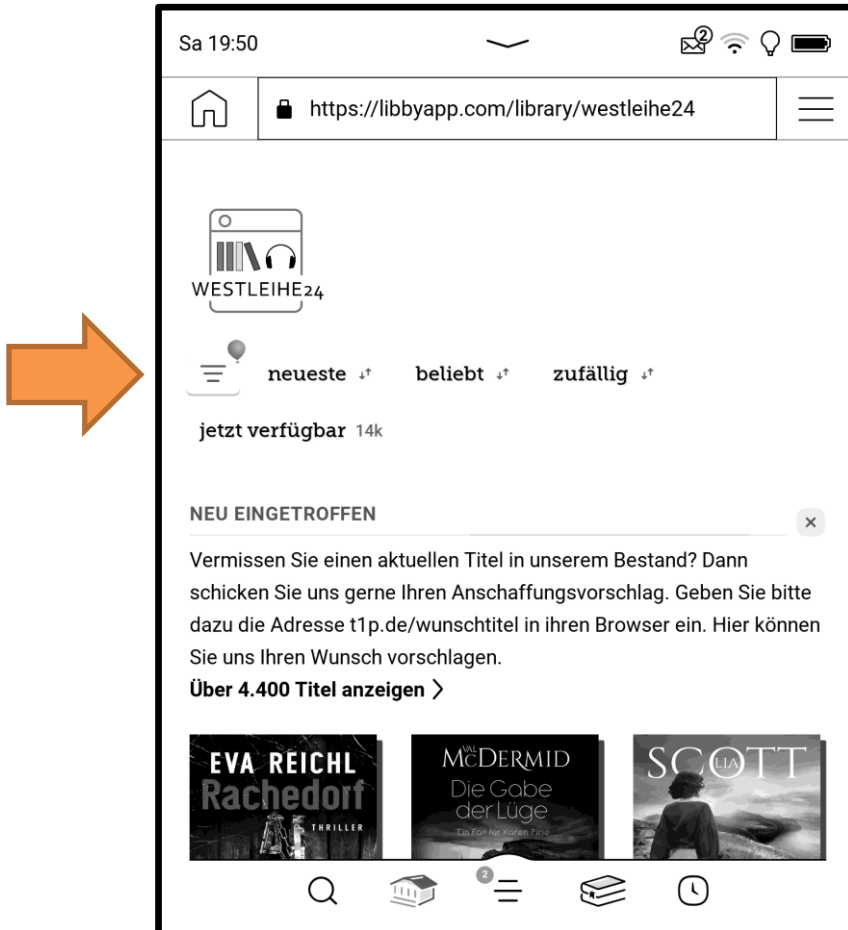 Sa 19:50
2
https://libbyapp.com/library/westleihe24
WESTLEIHE24
neueste beliebt zufällig
jetzt verfügbar 14k
NEU EINGETROFFEN
Vermissen Sie einen aktuellen Titel in unserem Bestand? Dann
schicken Sie uns gerne Ihren Anschaffungsvorschlag. Geben Sie bitte
dazu die Adresse t1p.de/wunschtitel in ihren Browser ein. Hier können
Sie uns Ihren Wunsch vorschlagen.
Über 4.400 Titel anzeigen
EVA REICHL
Rachedorf
THRILLER
VAL
McDERMID
Die Gabe
der Lüge
Ein Fall für Karen Pirie
SCOTT
LIA
2